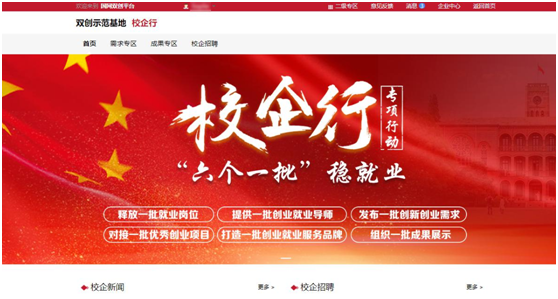 欢迎来到 国网双创平台
二级专区 意见反馈 消息 3 企业中心 返回首页
双创示范基地 校企行
首页 需求专区 成果专区 校企招聘
校企行
专项行动
“六个一批”稳就业
释放一批就业岗位 提供一批创业就业导师 发布一批创新创业需求
对接一批优秀创业项目 打造一批创业就业服务品牌 组织一批成果展示
校企新闻 更多 > 校企招聘 更多 >